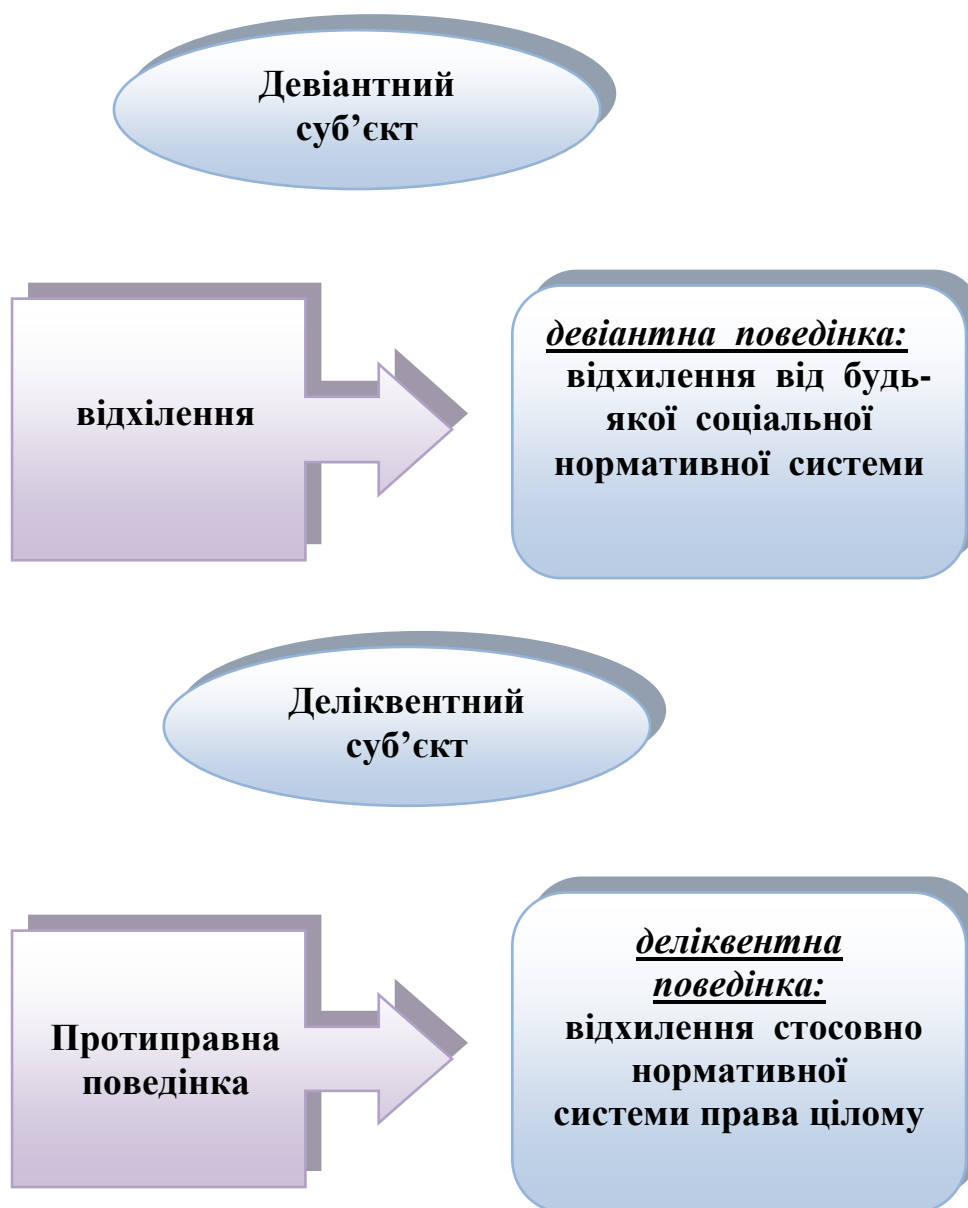 Девіантний
суб’єкт
відхілення
девіантна поведінка:
відхилення від будь-
якої соціальної
нормативної системи
Деліквентний
суб’єкт
Протиправна
поведінка
деліквентна
поведінка:
відхилення стосовно
нормативної
системи права цілому